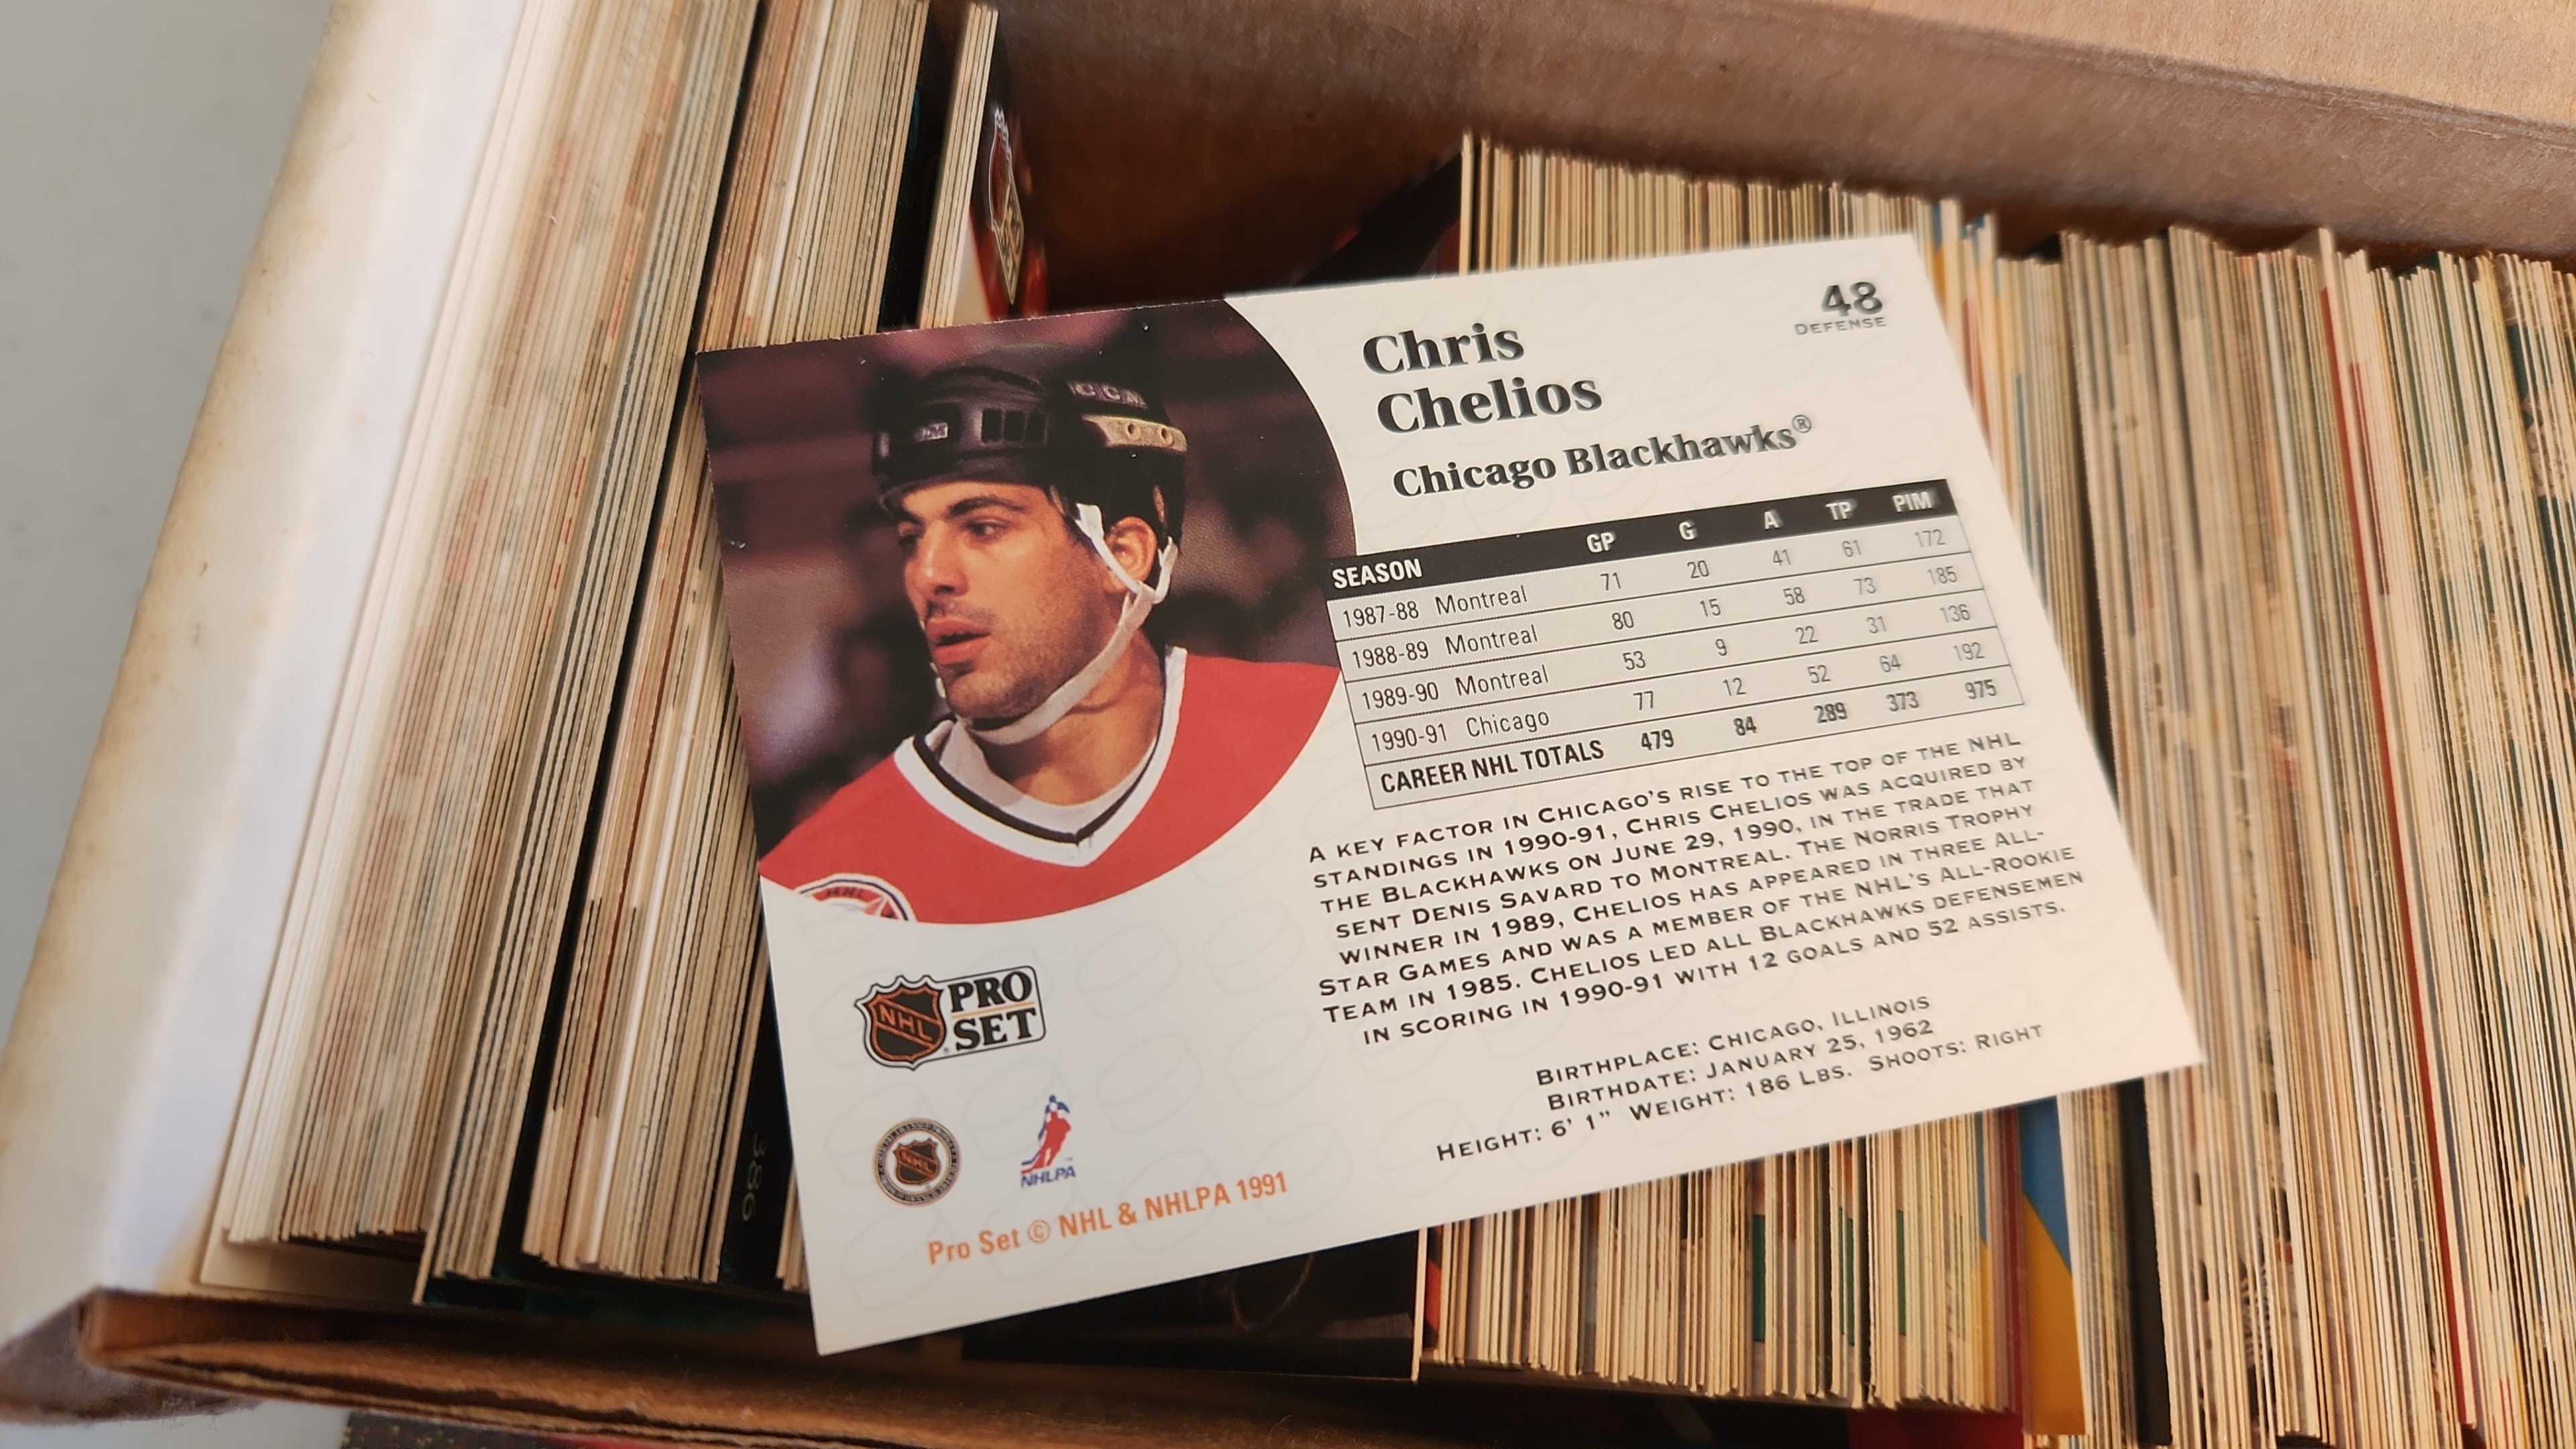 48
DEFENSE
Chris
Chelios
Chicago Blackhawks®
SEASON GP G A TP PIM
1987-88 Montreal 71 20 41 61 172
1988-89 Montreal 80 15 58 73 185
1989-90 Montreal 53 9 22 31 136
1990-91 Chicago 77 12 52 64 192
CAREER NHL TOTALS 479 84 289 373 975
A KEY FACTOR IN CHICAGO'S RISE TO THE TOP OF THE NHL
STANDINGS IN 1990-91, CHRIS CHELIOS WAS ACQUIRED BY
THE BLACKHAWKS ON JUNE 29, 1990, IN THE TRADE THAT
SENT DENIS SAVARD TO MONTREAL. THE NORRIS TROPHY
WINNER IN 1989, CHELIOS HAS APPEARED IN THREE ALL-
STAR GAMES AND WAS A MEMBER OF THE NHL'S ALL-ROOKIE
TEAM IN 1985. CHELIOS LED ALL BLACKHAWKS DEFENSEMEN
IN SCORING IN 1990-91 WITH 12 GOALS AND 52 ASSISTS.
BIRTHPLACE: CHICAGO, ILLINOIS
BIRTHDATE: JANUARY 25, 1962
HEIGHT: 6' 1” WEIGHT: 186 LBS. SHOOTS: RIGHT
CCM
NHL
PRO
SET
NHL
NHLPA
Pro Set © NHL & NHLPA 1991
386